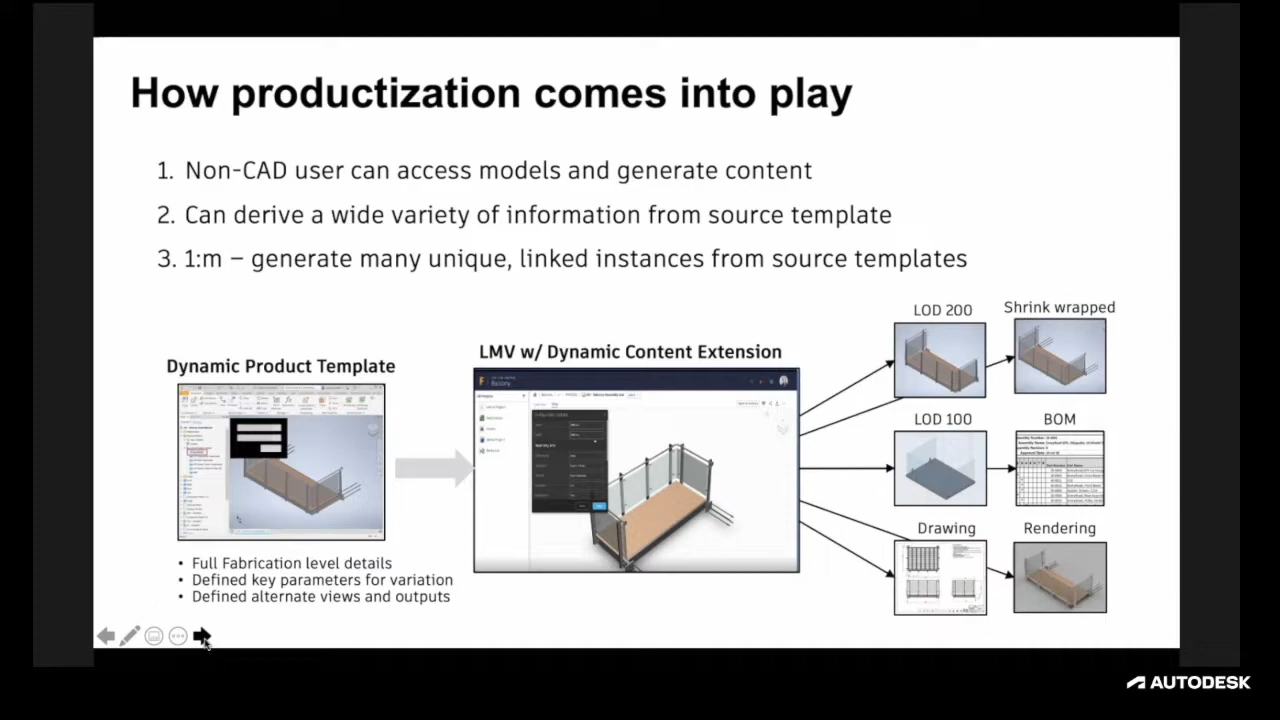 How productization comes into play
1. Non-CAD user can access models and generate content
2. Can derive a wide variety of information from source template
3. 1:m – generate many unique, linked instances from source templates
Dynamic Product Template
• Full Fabrication level details
• Defined key parameters for variation
• Defined alternate views and outputs
LMV w/ Dynamic Content Extension
Balcony
LOD 200
Shrink wrapped
LOD 100
BOM
Drawing
Rendering
AUTODESK